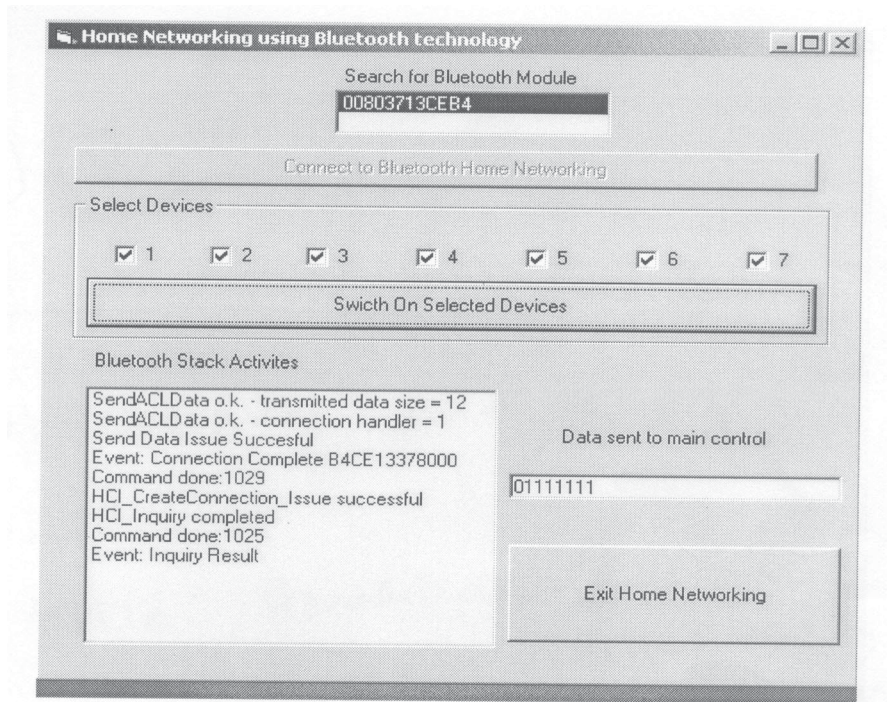 Home Networking using Bluetooth technology
Search for Bluetooth Module
00803713CEB4
Connect to Bluetooth Home Networking
Select Devices
1 2 3 4 5 6 7
Swicth On Selected Devices
Bluetooth Stack Activites
SendACLData o.k. - transmitted data size = 12
SendACLData o.k. - connection handler = 1
Send Data Issue Succesful
Event: Connection Complete B4CE13378000
Command done:1029
HCI_CreateConnection_Issue successful
HCI_Inquiry completed
Command done:1025
Event: Inquiry Result
Data sent to main control
01111111
Exit Home Networking